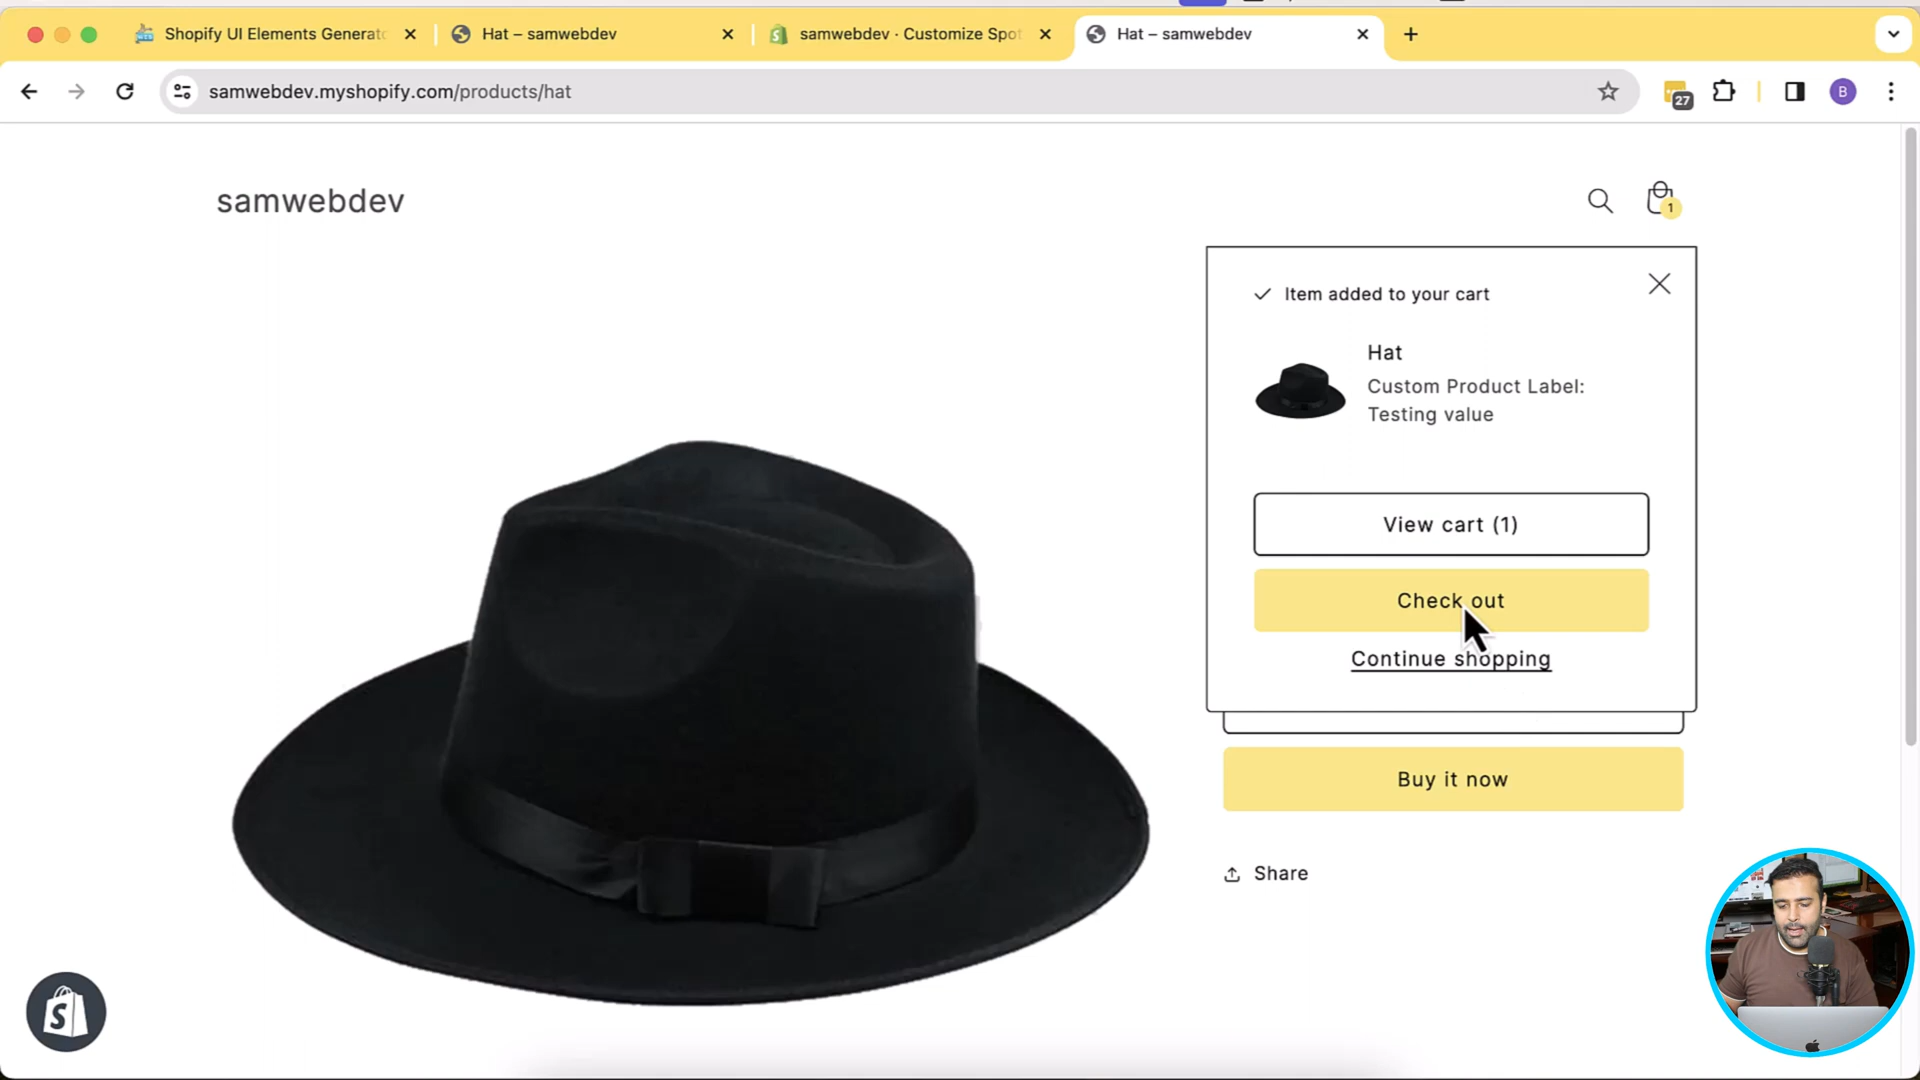 Shopify UI Elements Generat
Hat – samwebdev
samwebdev · Customize Spot
Hat – samwebdev
samwebdev.myshopify.com/products/hat
27
B
samwebdev
1
Item added to your cart
Hat
Custom Product Label:
Testing value
View cart (1)
Check out
Continue shopping
Buy it now
Share